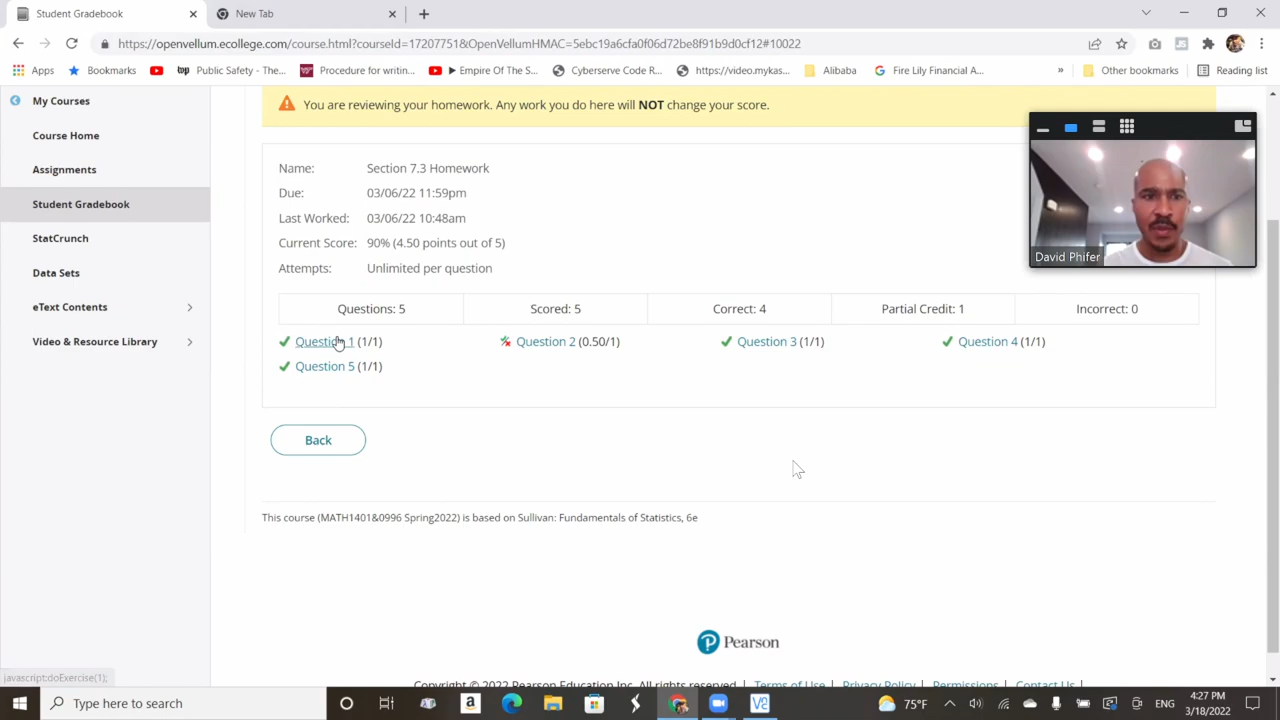 Student Gradebook
New Tab
https://openvellum.ecollege.com/course.html?courseId=17207751&OpenVellumHMAC=5ebc19a6cfa0f06d72be8f91b9d0cf12#10022
Apps
Bookmarks
Public Safety - The...
Procedure for writing...
Empire Of The S...
Cyberserve Code R...
https://video.mykas...
Alibaba
Fire Lily Financial A...
»
Other bookmarks
Reading list
My Courses
Course Home
Assignments
Student Gradebook
StatCrunch
Data Sets
eText Contents
Video & Resource Library
You are reviewing your homework. Any work you do here will NOT change your score.
Name: Section 7.3 Homework
Due: 03/06/22 11:59pm
Last Worked: 03/06/22 10:48am
Current Score: 90% (4.50 points out of 5)
Attempts: Unlimited per question
Questions: 5 Scored: 5 Correct: 4 Partial Credit: 1 Incorrect: 0
Question 1 (1/1) Question 2 (0.50/1) Question 3 (1/1) Question 4 (1/1)
Question 5 (1/1)
Back
This course (MATH1401&0996 Spring2022) is based on Sullivan: Fundamentals of Statistics, 6e
David Phifer
Pearson
Copyright © 2022 Pearson Education Inc. All rights reserved. Terms of Use Privacy Policy Permissions Contact Us
javascript:doExercise(1);
Type here to search
75°F
ENG
4:27 PM
3/18/2022